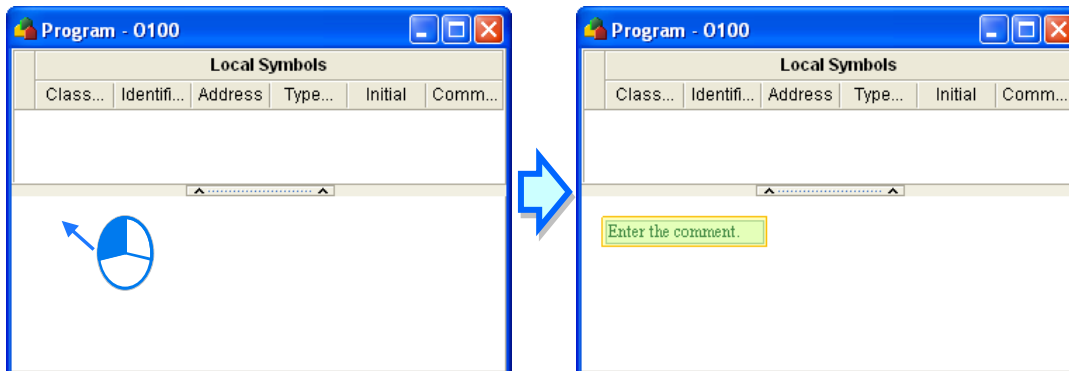 Program - O100
Local Symbols
Class... Identifi... Address Type... Initial Comm...
Program - O100
Local Symbols
Class... Identifi... Address Type... Initial Comm...
Enter the comment.